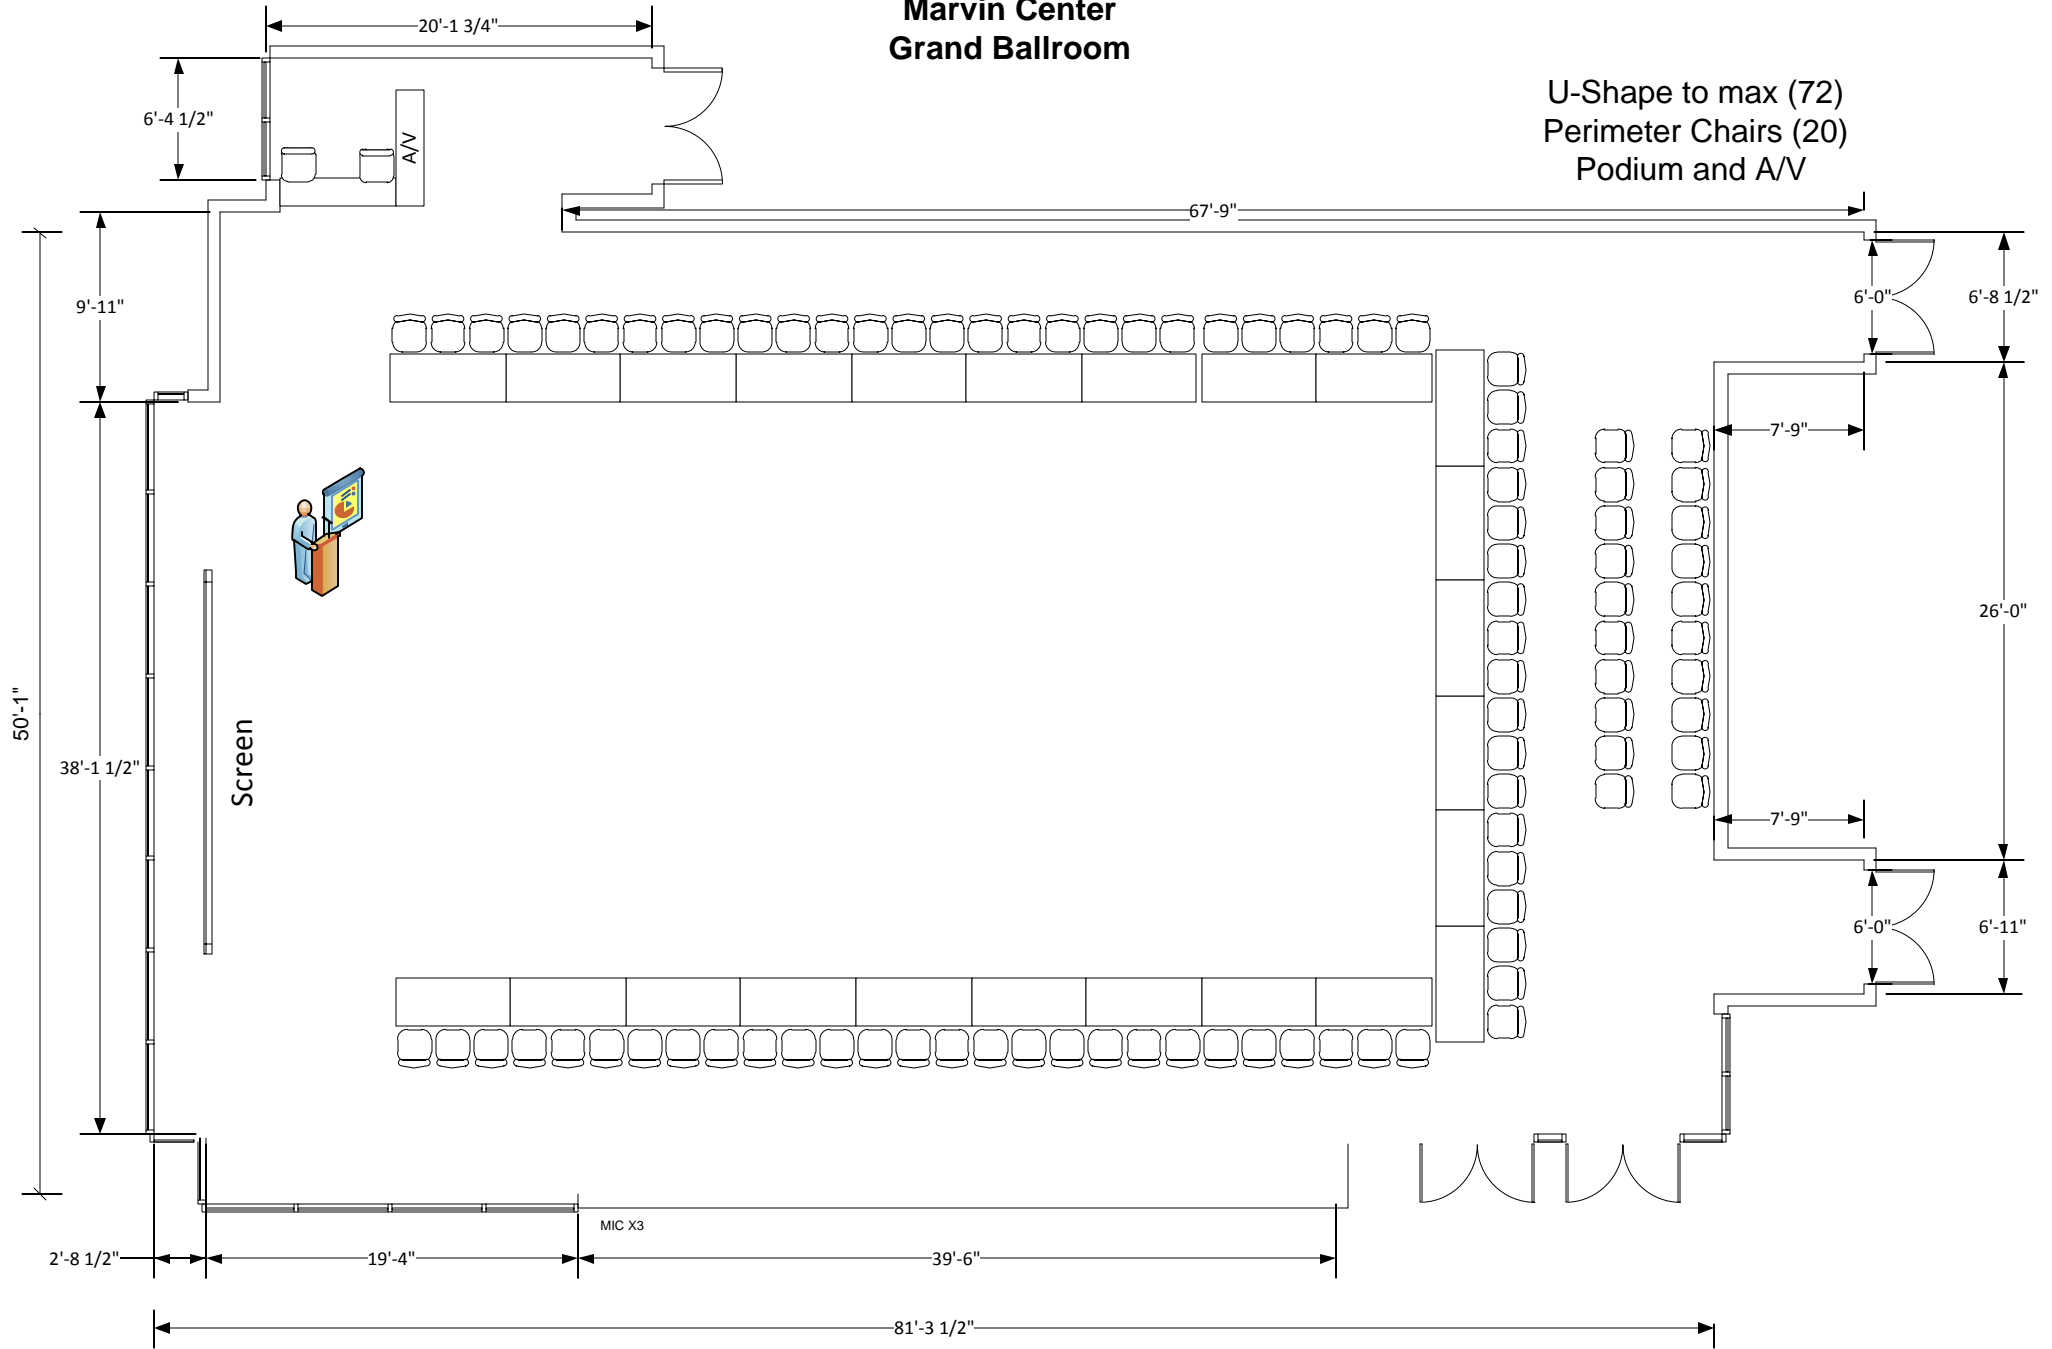 Marvin Center
Grand Ballroom
20'-1 3/4"
U-Shape to max (72)
Perimeter Chairs (20)
Podium and A/V
6'-4 1/2"
A/V
67'-9"
9'-11"
6'-0"
6'-8 1/2"
7'-9"
26'-0"
50'-1"
38'-1 1/2"
Screen
7'-9"
6'-0"
6'-11"
MIC X3
2'-8 1/2"
19'-4"
39'-6"
81'-3 1/2"